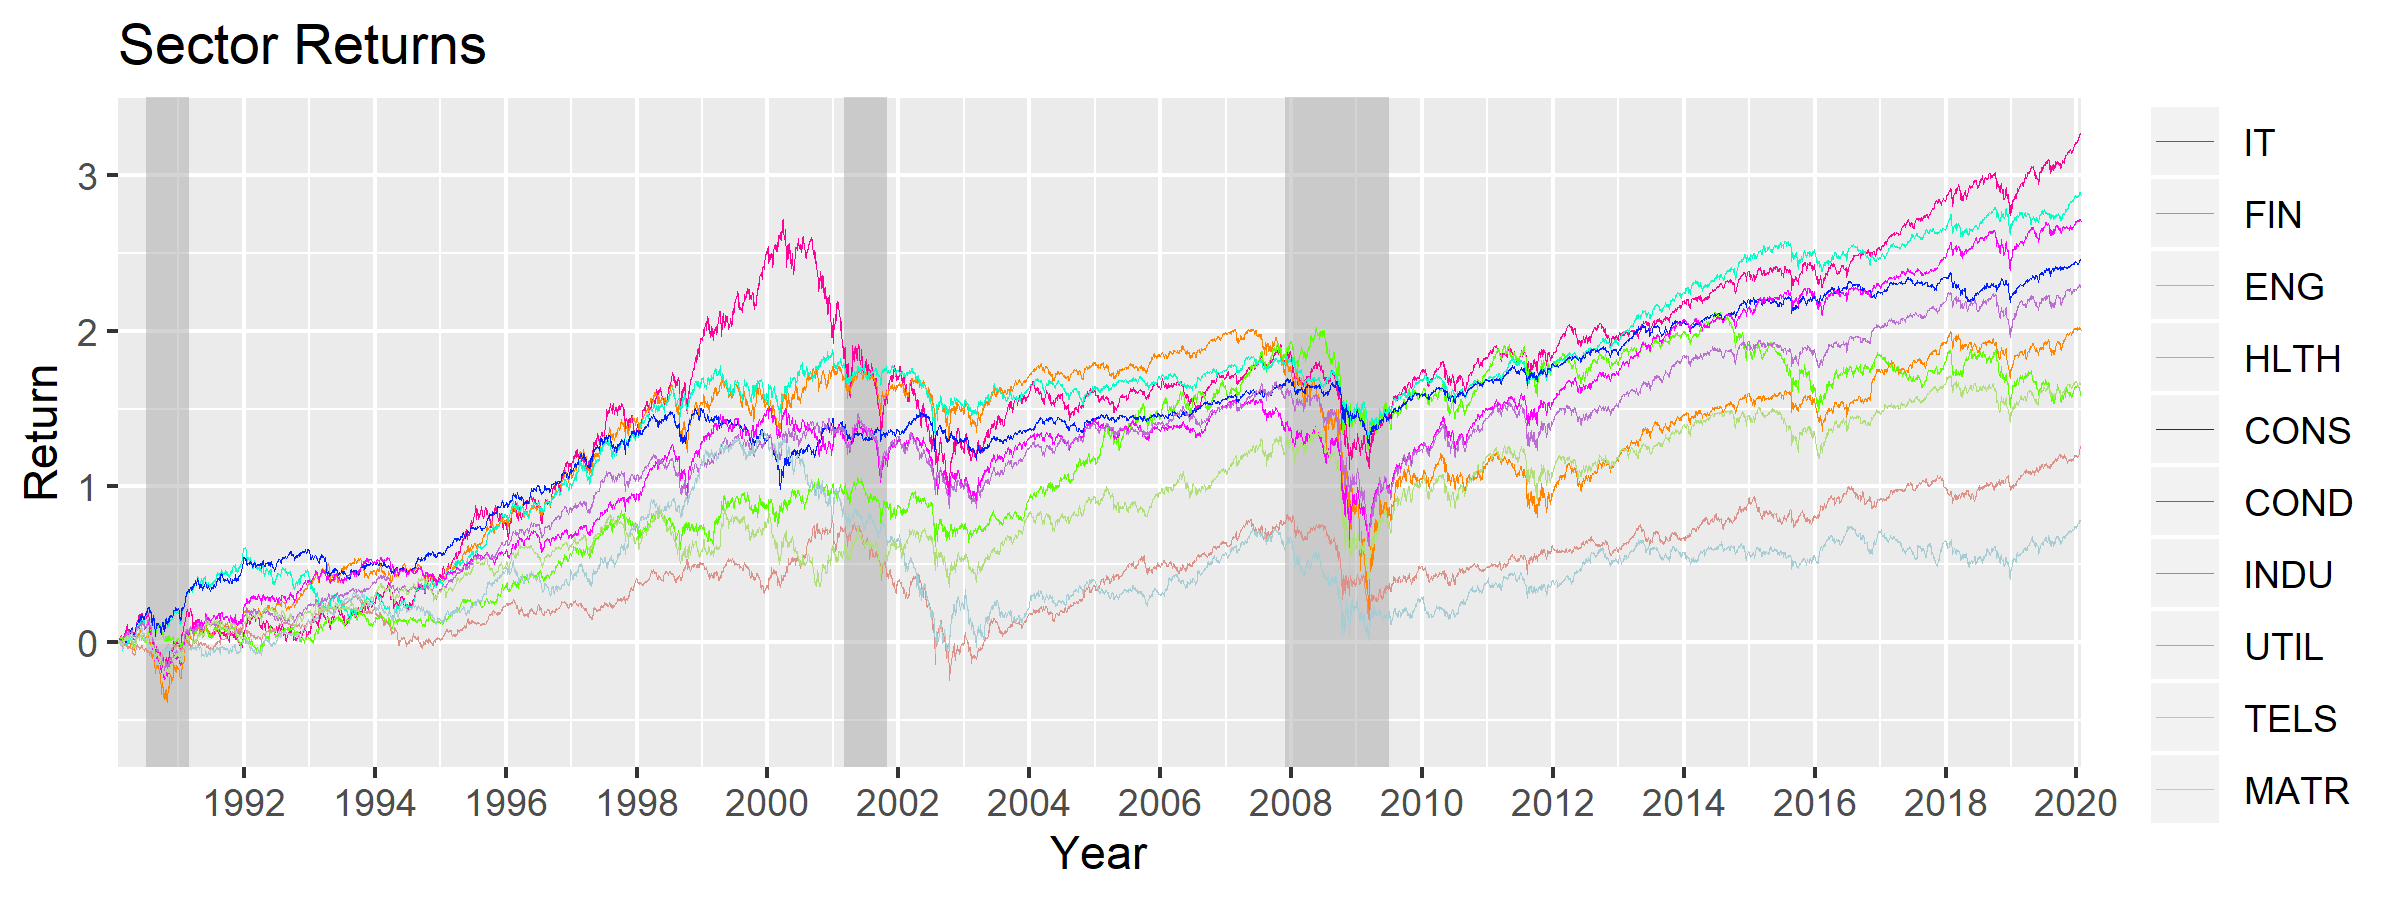 Sector Returns
3
2
1
0
Return
1992 1994 1996 1998 2000 2002 2004 2006 2008 2010 2012 2014 2016 2018 2020
Year
IT
FIN
ENG
HLTH
CONS
COND
INDU
UTIL
TELS
MATR